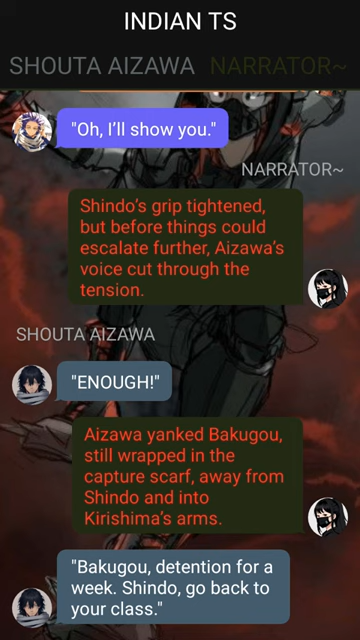 INDIAN TS
SHOUTA AIZAWA NARRATOR~
"Oh, I'll show you."
NARRATOR~
Shindo's grip tightened,
but before things could
escalate further, Aizawa's
voice cut through the
tension.
SHOUTA AIZAWA
"ENOUGH!"
Aizawa yanked Bakugou,
still wrapped in the
capture scarf, away from
Shindo and into
Kirishima's arms.
"Bakugou, detention for a
week. Shindo, go back to
your class."